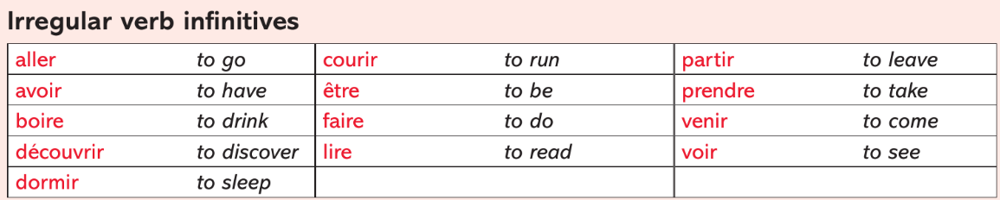 Irregular verb infinitives
aller to go courir to run partir to leave
avoir to have être to be prendre to take
boire to drink faire to do venir to come
découvrir to discover lire to read voir to see
dormir to sleep